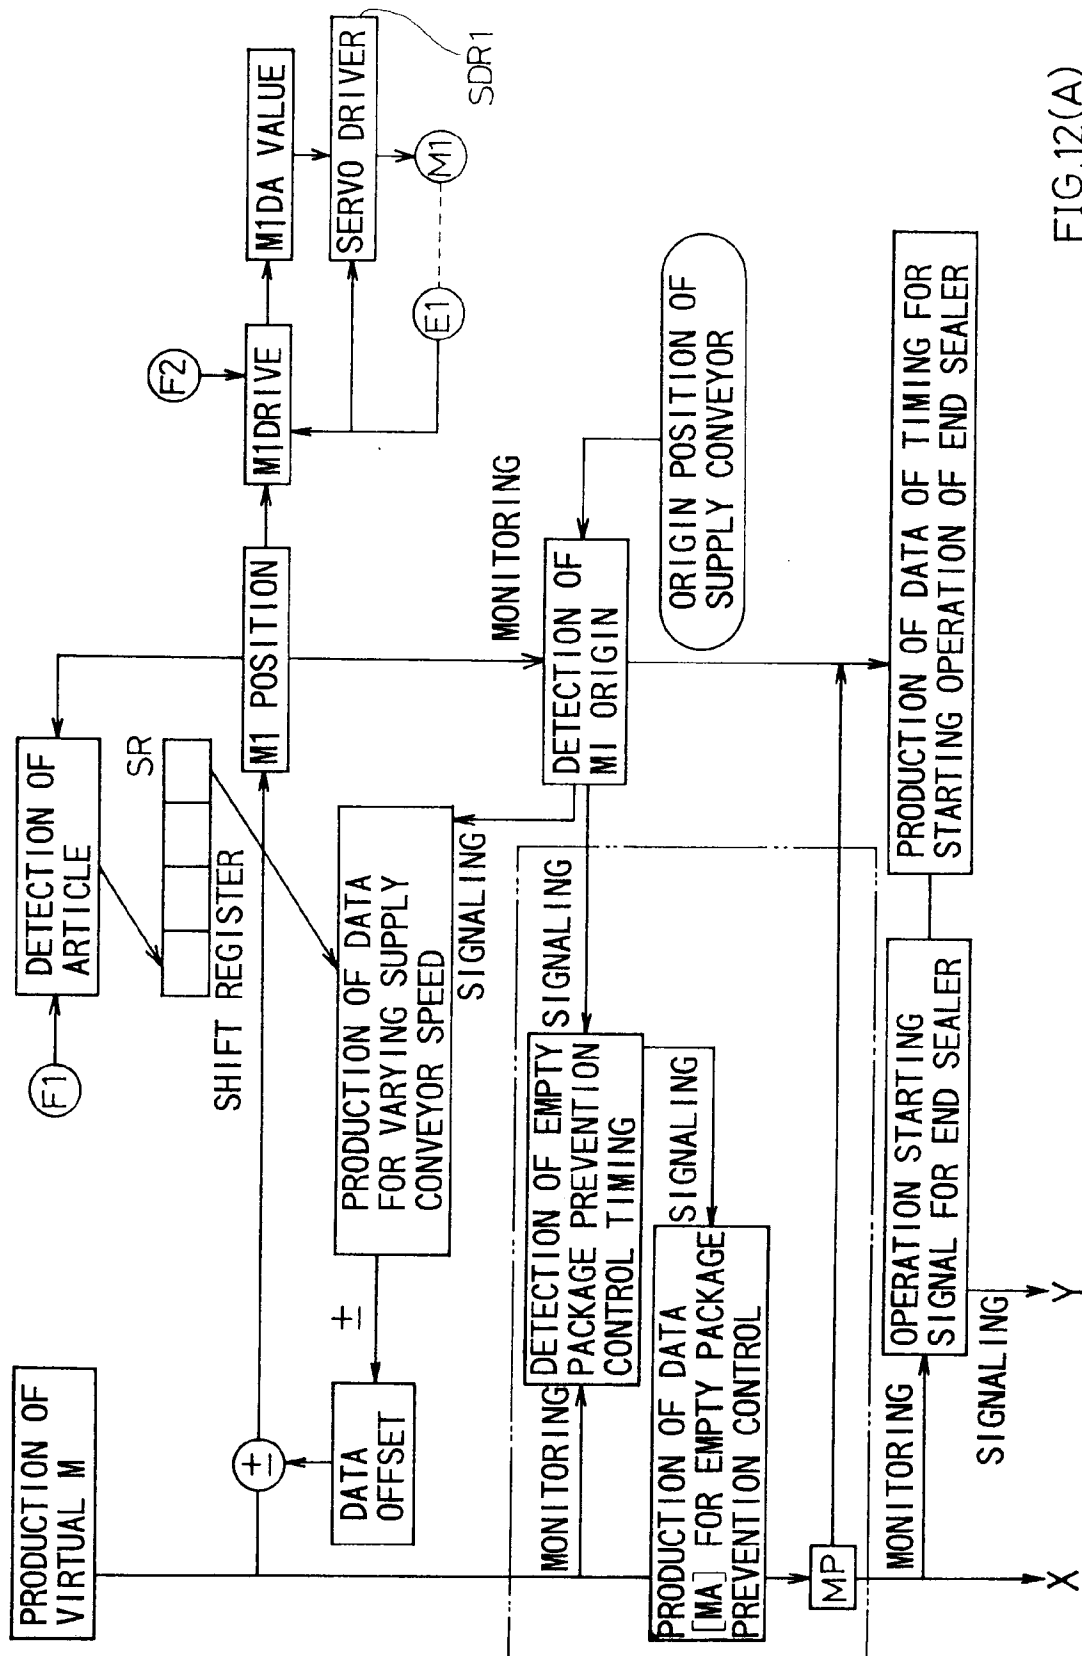 PRODUCTION OF
VIRTUAL M
F1
DETECTION OF
ARTICLE
SR
SHIFT REGISTER
±
M1 POSITION
F2
M1DRIVE
M1DA VALUE
SERVO DRIVER
SDR1
E1
M1
DATA
OFFSET
±
PRODUCTION OF DATA
FOR VARYING SUPPLY
CONVEYOR SPEED
SIGNALING
MONITORING
DETECTION OF
MI ORIGIN
ORIGIN POSITION OF
SUPPLY CONVEYOR
MONITORING
DETECTION OF EMPTY
PACKAGE PREVENTION
CONTROL TIMING
SIGNALING
SIGNALING
PRODUCTION OF DATA
[MA] FOR EMPTY PACKAGE
PREVENTION CONTROL
MP
MONITORING
OPERATION STARTING
SIGNAL FOR END SEALER
PRODUCTION OF DATA OF TIMING FOR
STARTING OPERATION OF END SEALER
SIGNALING
X
Y
FIG.12(A)